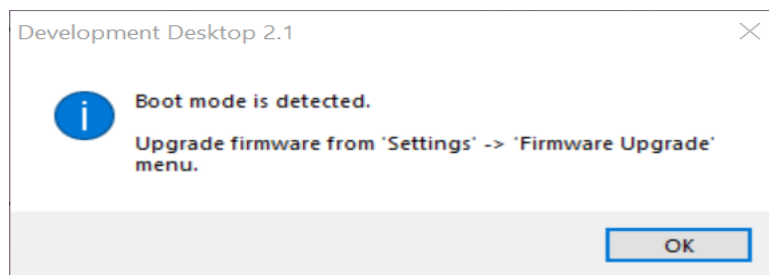 Development Desktop 2.1
Boot mode is detected.
Upgrade firmware from 'Settings' -> 'Firmware Upgrade'
menu.
OK